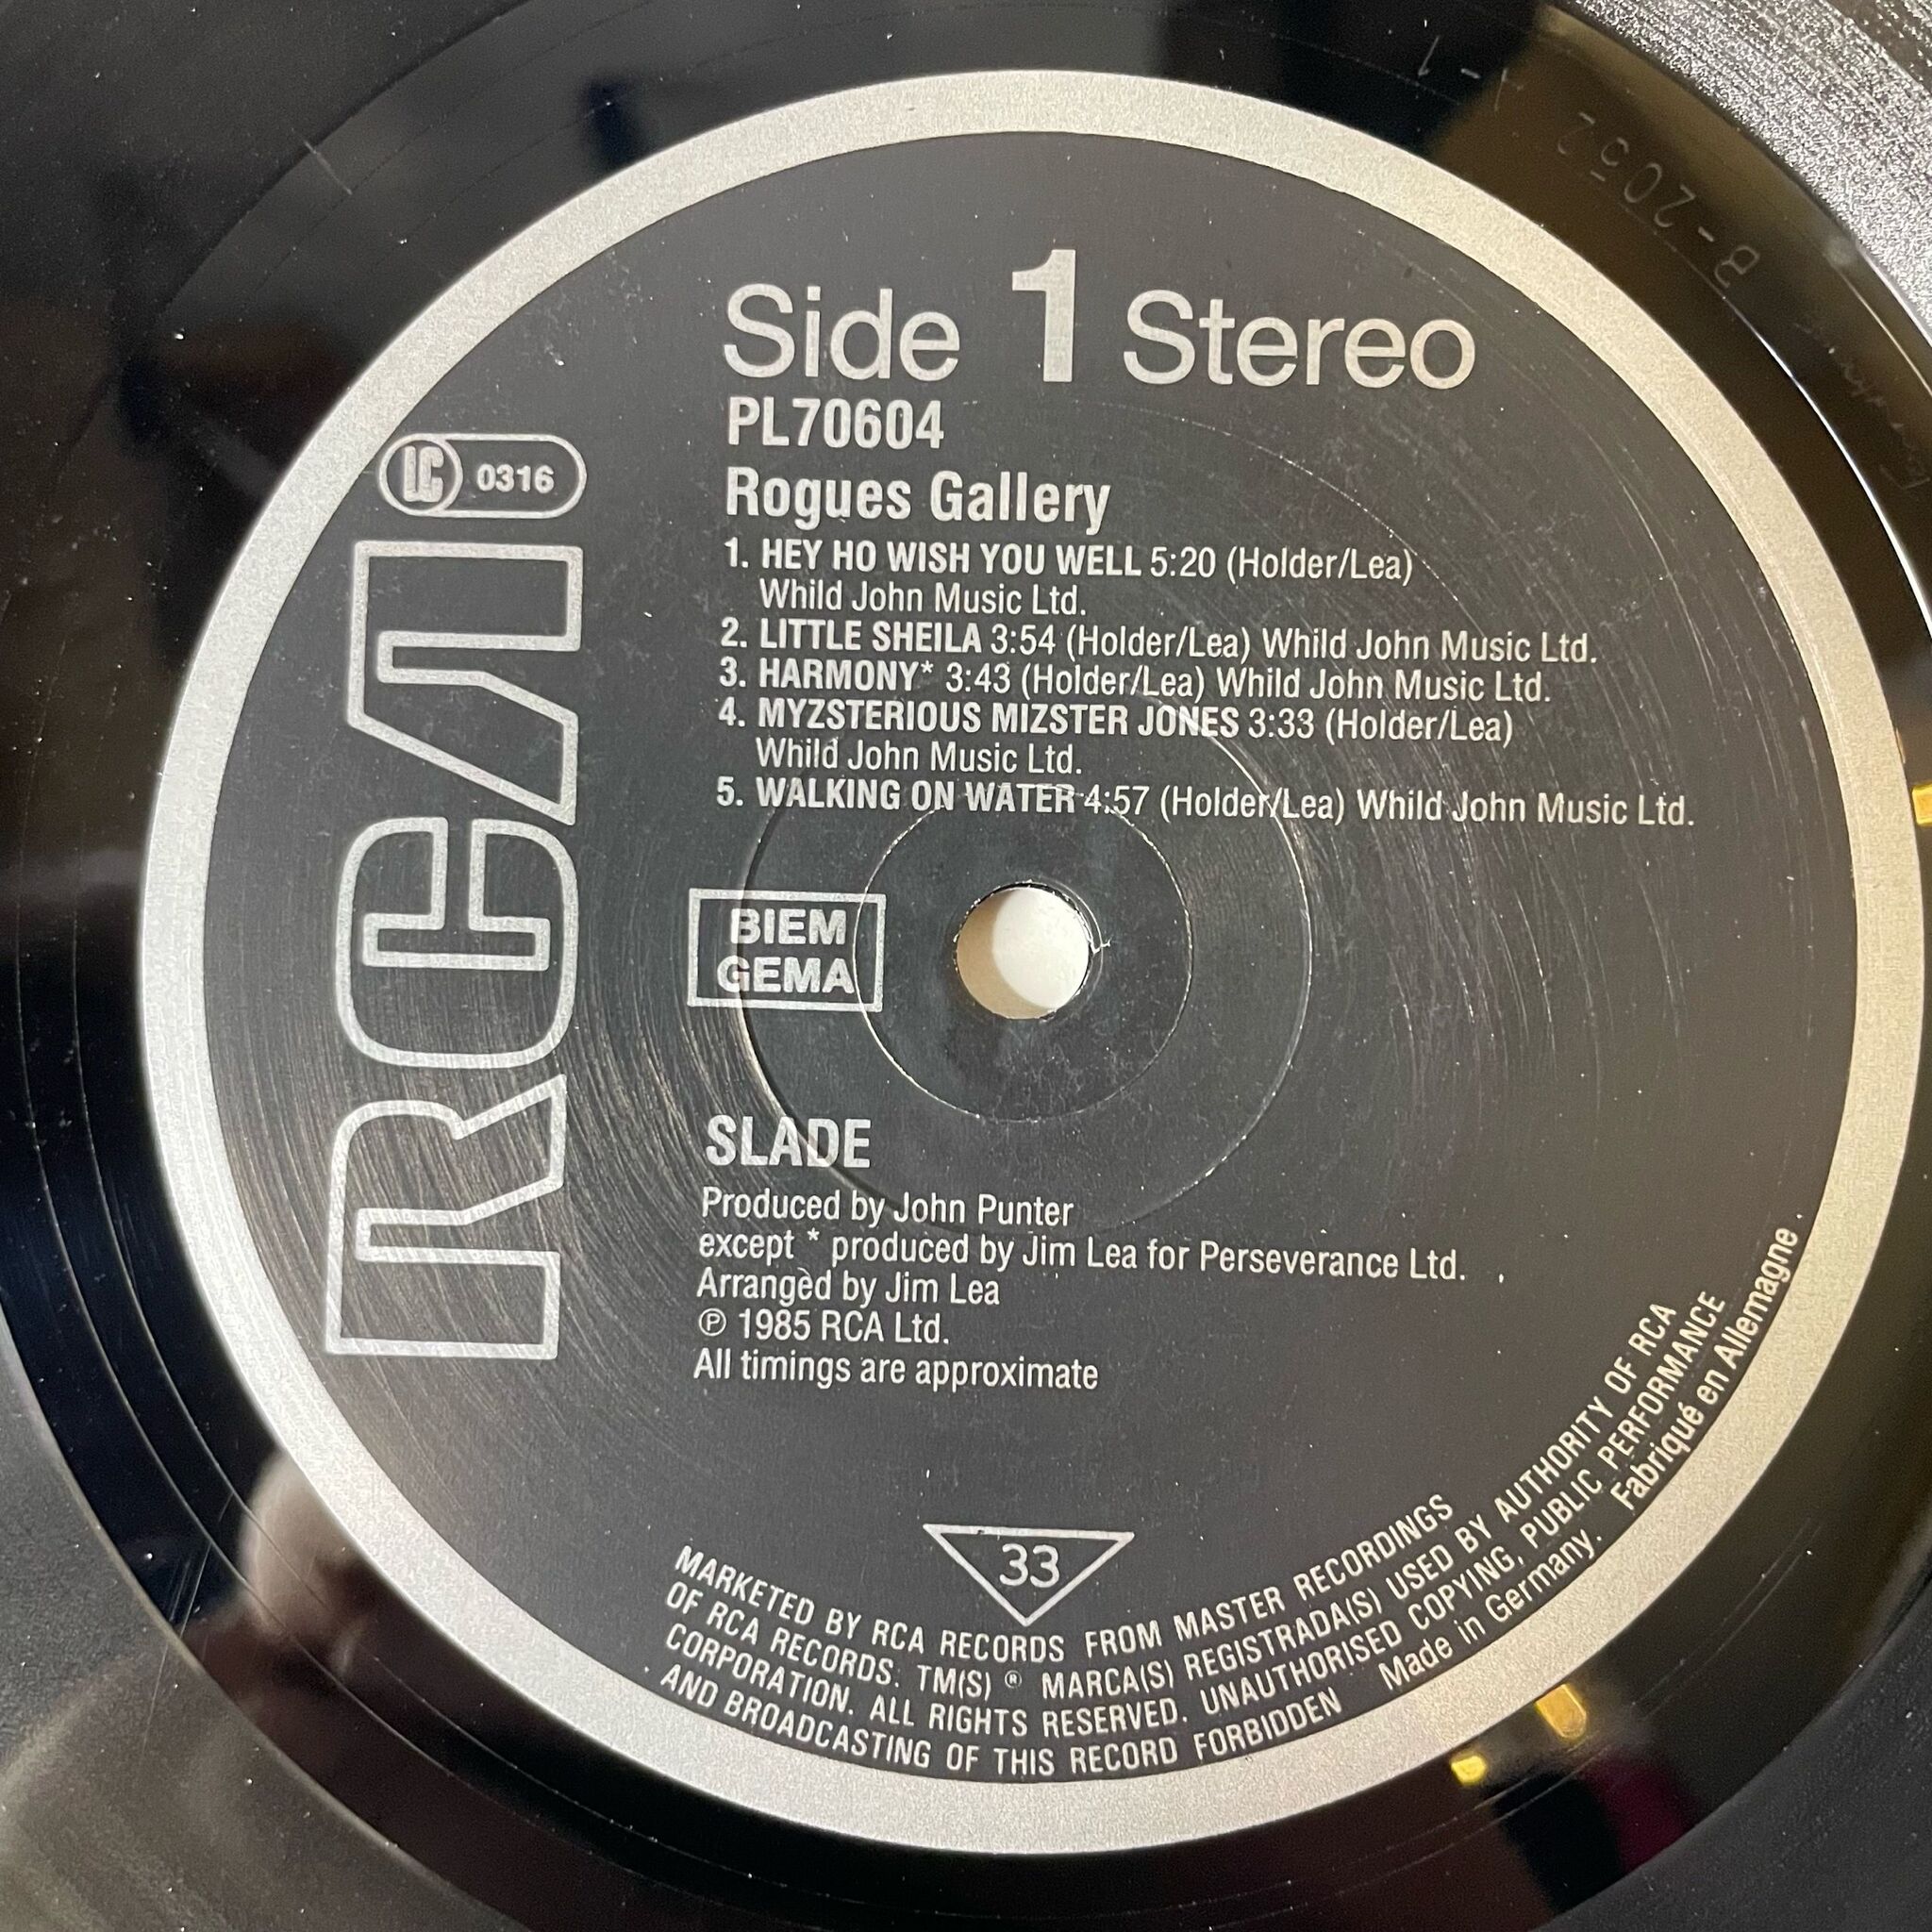 Side 1 Stereo
PL70604
LC 0316
Rogues Gallery
1. HEY HO WISH YOU WELL 5:20 (Holder/Lea)
Whild John Music Ltd.
2. LITTLE SHEILA 3:54 (Holder/Lea) Whild John Music Ltd.
3. HARMONY* 3:43 (Holder/Lea) Whild John Music Ltd.
4. MYZSTERIOUS MIZSTER JONES 3:33 (Holder/Lea)
Whild John Music Ltd.
5. WALKING ON WATER 4:57 (Holder/Lea) Whild John Music Ltd.
RCA
BIEM
GEMA
SLADE
Produced by John Punter
except * produced by Jim Lea for Perseverance Ltd.
Arranged by Jim Lea
℗ 1985 RCA Ltd.
All timings are approximate
33
MARKETED BY RCA RECORDS FROM MASTER RECORDINGS
OF RCA RECORDS. TM(S) ® MARCA(S) REGISTRADA(S) USED BY AUTHORITY OF RCA
CORPORATION. ALL RIGHTS RESERVED. UNAUTHORISED COPYING, PUBLIC PERFORMANCE
AND BROADCASTING OF THIS RECORD FORBIDDEN Made in Germany. Fabriqué en Allemagne.